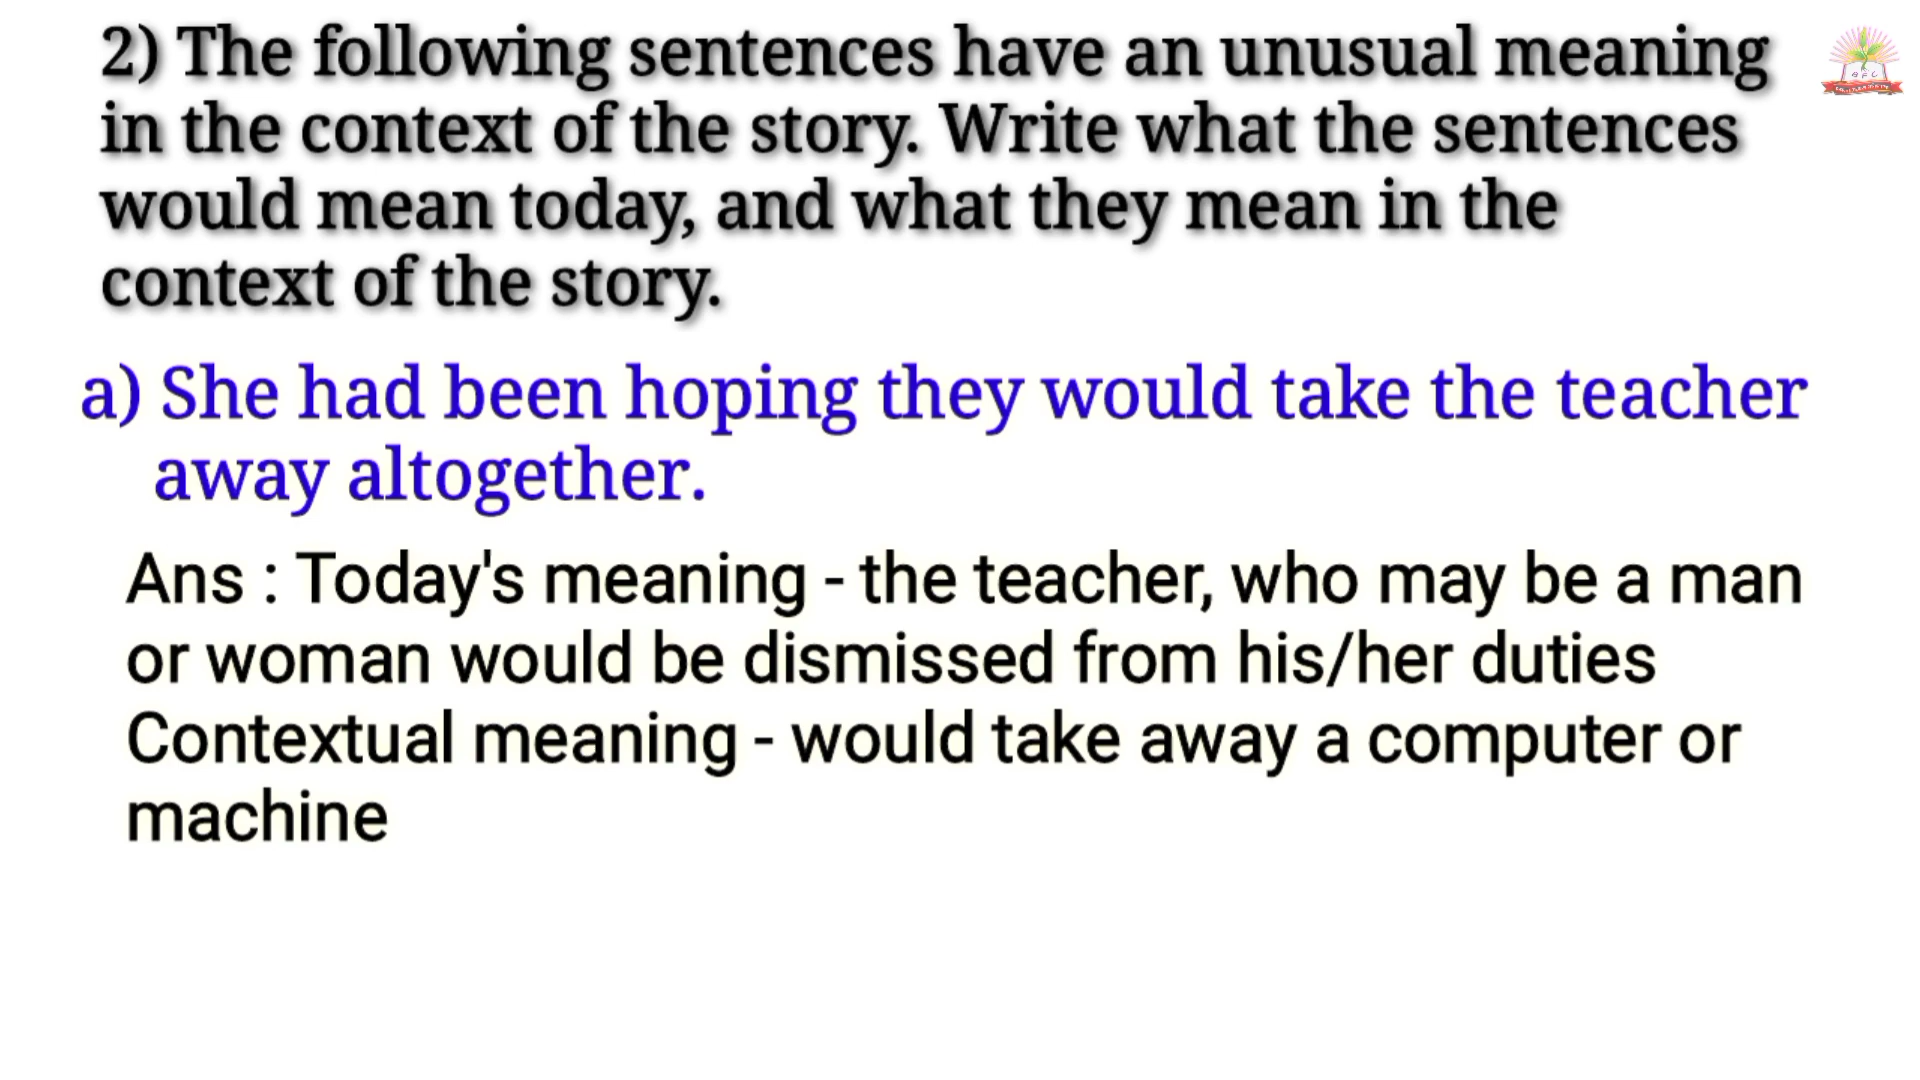 2) The following sentences have an unusual meaning
in the context of the story. Write what the sentences
would mean today, and what they mean in the
context of the story.
a) She had been hoping they would take the teacher
away altogether.
Ans : Today's meaning - the teacher, who may be a man
or woman would be dismissed from his/her duties
Contextual meaning - would take away a computer or
machine